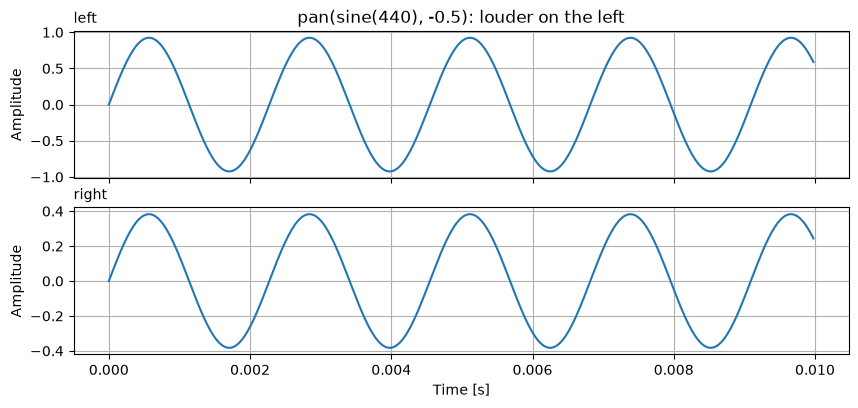 left
pan(sine(440), -0.5): louder on the left
1.0
0.5
0.0
−0.5
−1.0
Amplitude
right
0.4
0.2
0.0
−0.2
−0.4
Amplitude
0.000 0.002 0.004 0.006 0.008 0.010
Time [s]